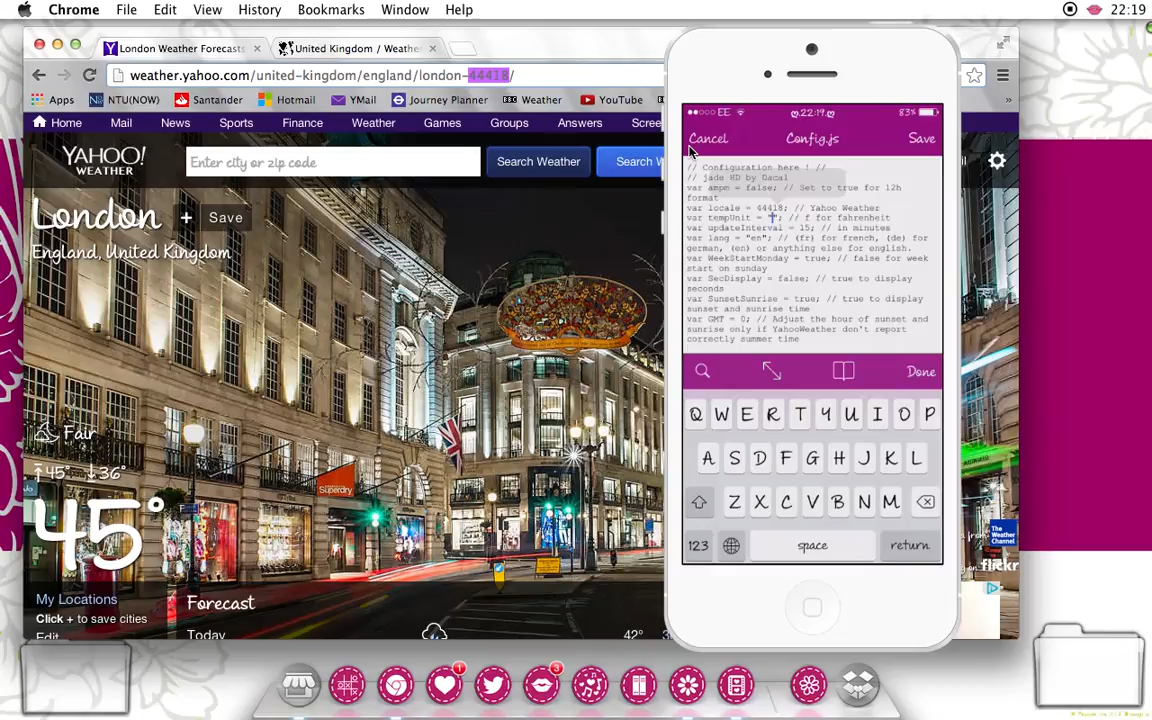 Chrome File Edit View History Bookmarks Window Help 22:19
London Weather Forecasts
United Kingdom / Weathe
weather.yahoo.com/united-kingdom/england/london-44418/
Apps NTU(NOW) Santander Hotmail YMail Journey Planner Weather YouTube
Home Mail News Sports Finance Weather Games Groups Answers Scree
YAHOO!
WEATHER
Enter city or zip code
Search Weather
Search W
London
+ Save
England, United Kingdom
Fair
45° 36°
45°
My Locations
Click + to save cities
Edit
Forecast
Today
42°
Superdry
The Weather Channel
flickr
EE 22:19 83%
Cancel Config.js Save
// Configuration here ! //
// jade HD by Dacal
var ampm = false; // Set to true for 12h
format
var locale = 44418; // Yahoo Weather
var tempUnit = ""; // f for fahrenheit
var updateInterval = 15; // in minutes
var lang = "en"; // (fr) for french, (de) for
german, (en) or anything else for english.
var WeekStartMonday = true; // false for week
start on sunday
var SecDisplay = false; // true to display
seconds
var SunsetSunrise = true; // true to display
sunset and sunrise time
var GMT = 0; // Adjust the hour of sunset and
sunrise only if YahooWeather don't report
correctly summer time
Done
Q W E R T Y U I O P
A S D F G H J K L
Z X C V B N M
123 space return
1
3